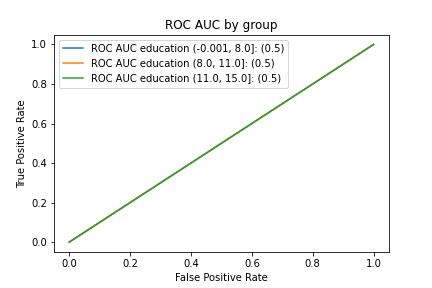 ROC AUC by group
ROC AUC education (-0.001, 8.0]: (0.5)
ROC AUC education (8.0, 11.0]: (0.5)
ROC AUC education (11.0, 15.0]: (0.5)
True Positive Rate
1.0
0.8
0.6
0.4
0.2
0.0
0.0 0.2 0.4 0.6 0.8 1.0
False Positive Rate